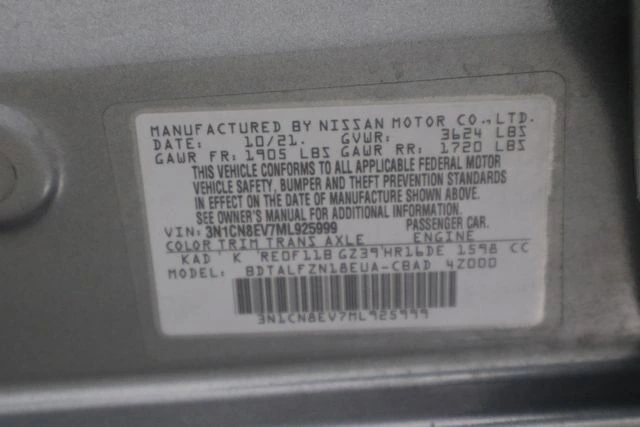 MANUFACTURED BY NISSAN MOTOR CO., LTD.
DATE: 10/21. GVWR: 3624 LBS
GAWR FR: 1905 LBS GAWR RR: 1720 LBS
THIS VEHICLE CONFORMS TO ALL APPLICABLE FEDERAL MOTOR
VEHICLE SAFETY, BUMPER AND THEFT PREVENTION STANDARDS
IN EFFECT ON THE DATE OF MANUFACTURE SHOWN ABOVE.
SEE OWNER'S MANUAL FOR ADDITIONAL INFORMATION.
VIN: 3N1CN8EV7ML925999 PASSENGER CAR.
COLOR TRIM TRANS AXLE ENGINE
KAD K RE0F11B GZ39 HR16DE 1598 CC
MODEL: BDTALFZN18EUA-CBAD 4Z000
3N1CN8EV7ML925999